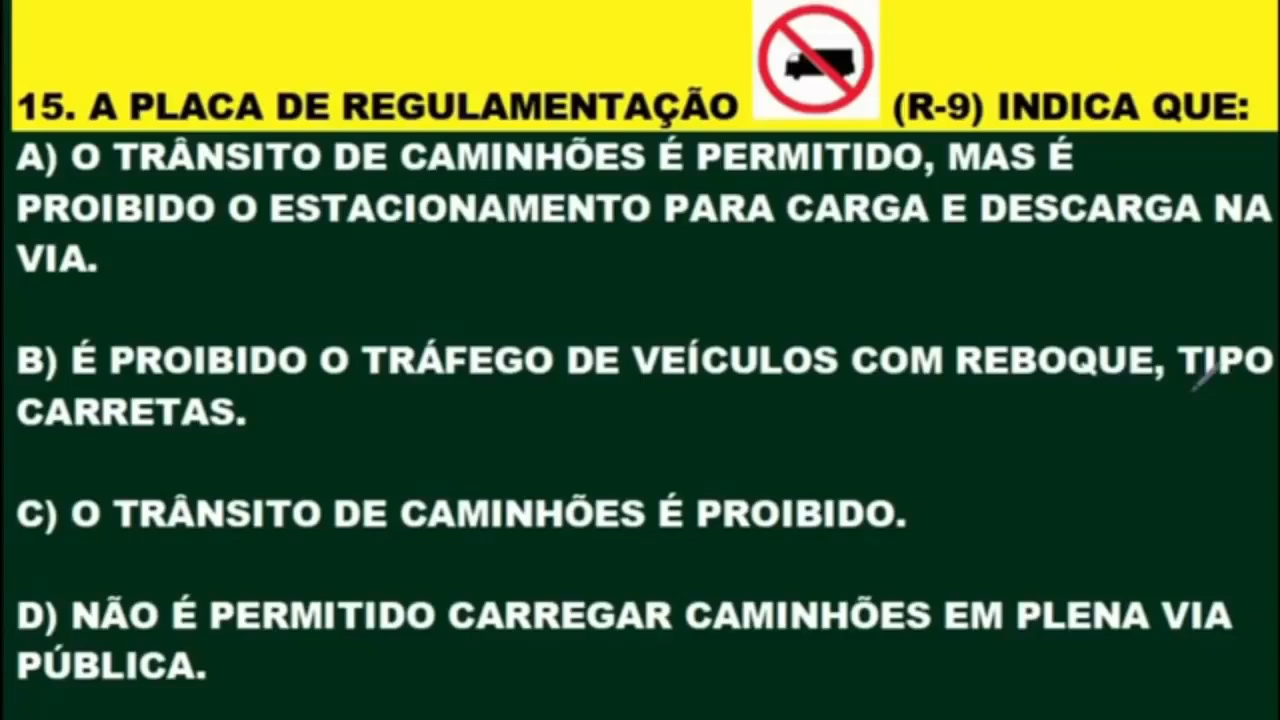 15. A PLACA DE REGULAMENTAÇÃO (R-9) INDICA QUE:
A) O TRÂNSITO DE CAMINHÕES É PERMITIDO, MAS É
PROIBIDO O ESTACIONAMENTO PARA CARGA E DESCARGA NA
VIA.
B) É PROIBIDO O TRÁFEGO DE VEÍCULOS COM REBOQUE, TIPO
CARRETAS.
C) O TRÂNSITO DE CAMINHÕES É PROIBIDO.
D) NÃO É PERMITIDO CARREGAR CAMINHÕES EM PLENA VIA
PÚBLICA.